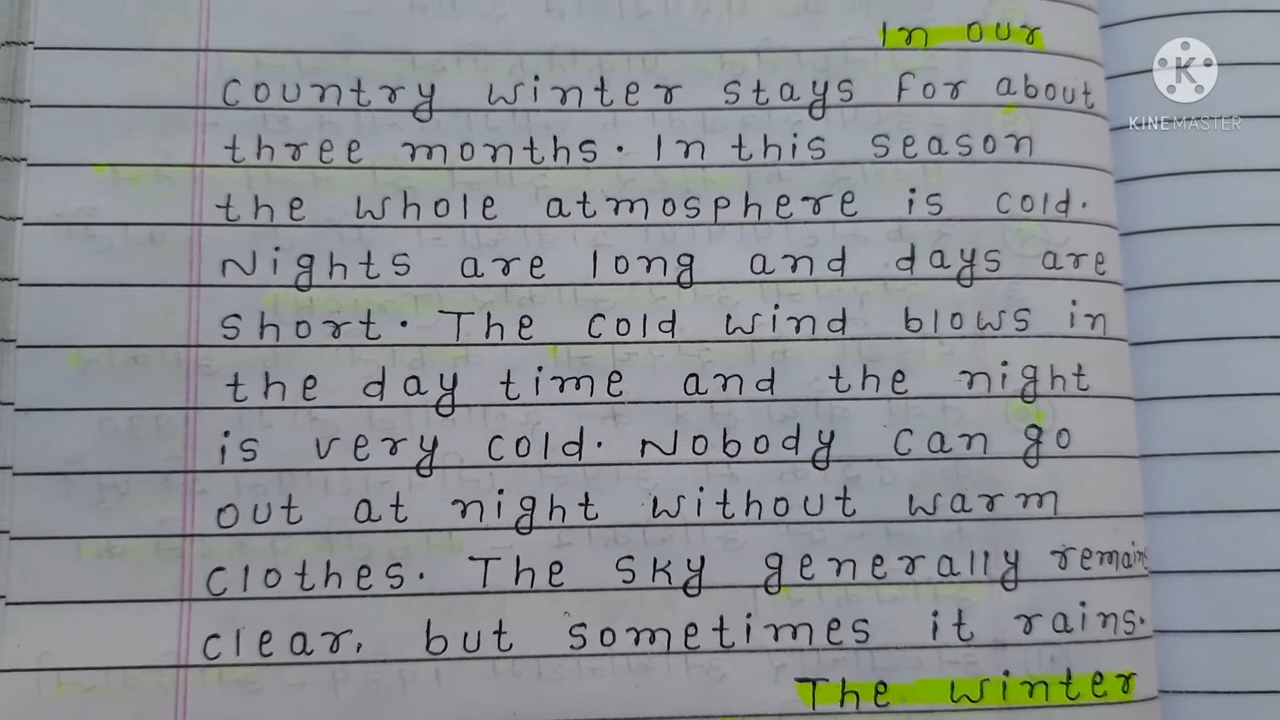 In our
country winter stays for about
three months. In this season
the whole atmosphere is cold.
Nights are long and days are
short. The cold wind blows in
the day time and the night
is very cold. Nobody can go
out at night without warm
clothes. The sky generally remains
clear, but sometimes it rains.
The winter
K
KINEMASTER